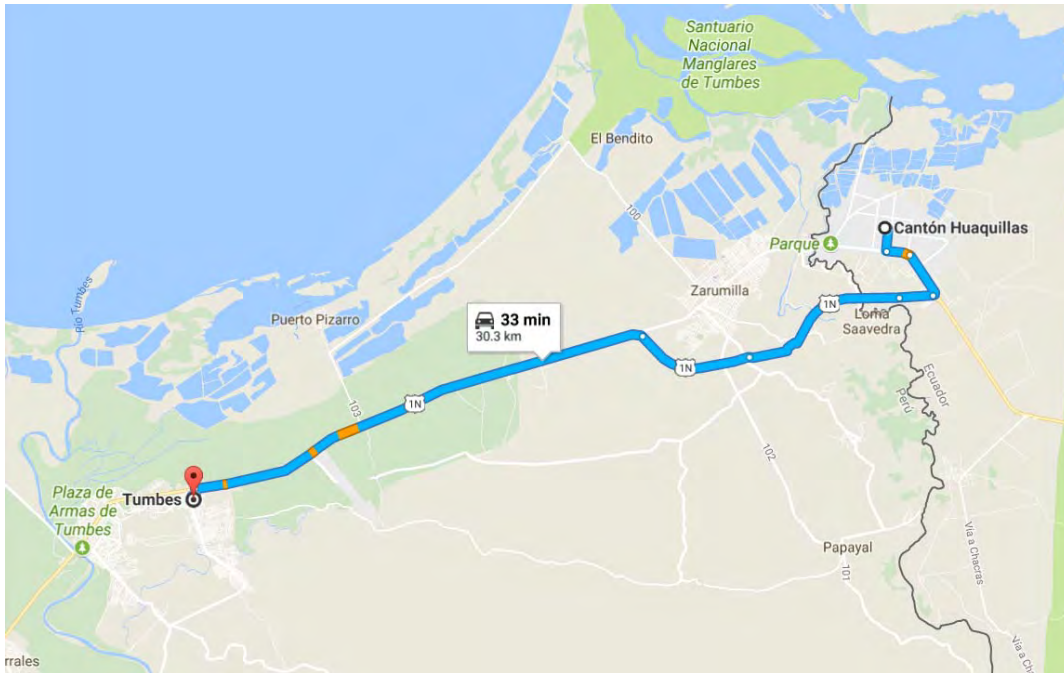 Santuario
Nacional
Manglares
de Tumbes
El Bendito
100
Cantón Huaquillas
Parque
Zarumilla
Río Tumbes
Puerto Pizarro
33 min
30.3 km
1N
Loma
Saavedra
1N
1N
103
Ecuador
Perú
102
Tumbes
Plaza de
Armas de
Tumbes
Papayal
101
Vía a Chacras
Vía a Chacras
rrales